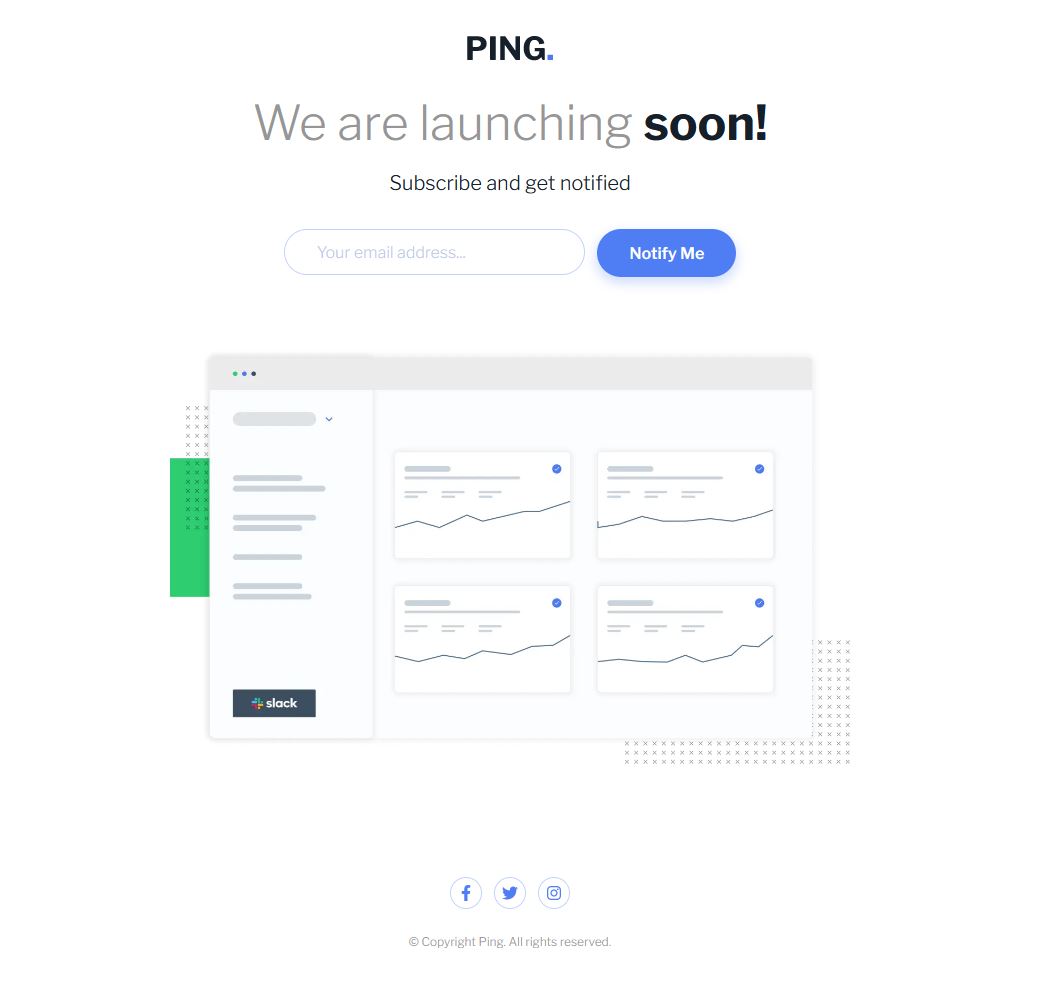 PING.
We are launching soon!
Subscribe and get notified
Your email address...
Notify Me
slack
© Copyright Ping. All rights reserved.